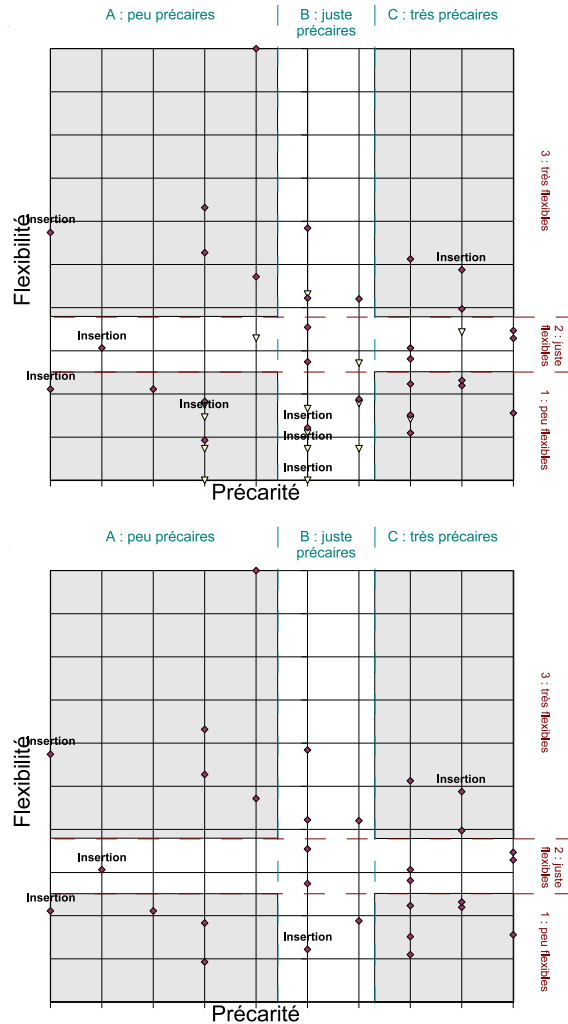 A : peu précaires
B : juste
précaires
C : très précaires
3 : très flexibles
Flexibilité
Insertion
Insertion
2 : juste
flexibles
Insertion
Insertion
Insertion
Insertion
Insertion
Insertion
1 : peu flexibles
Précarité
A : peu précaires
B : juste
précaires
C : très précaires
3 : très flexibles
Flexibilité
Insertion
Insertion
2 : juste
flexibles
Insertion
Insertion
Insertion
1 : peu flexibles
Précarité